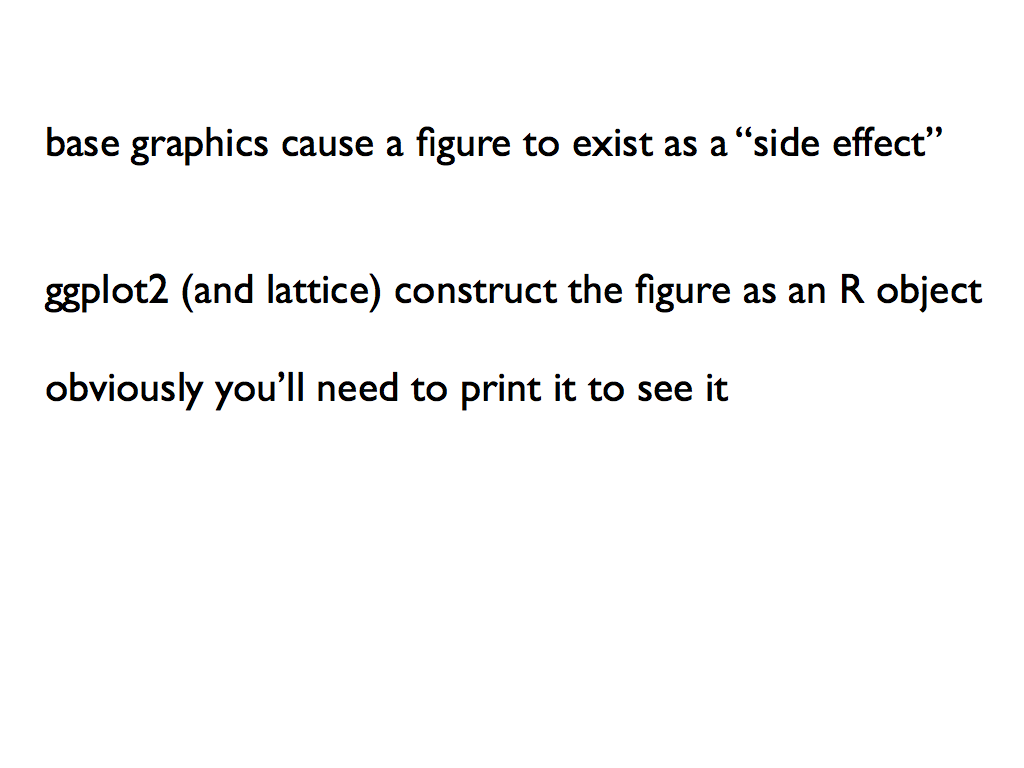 base graphics cause a figure to exist as a “side effect”
ggplot2 (and lattice) construct the figure as an R object
obviously you’ll need to print it to see it